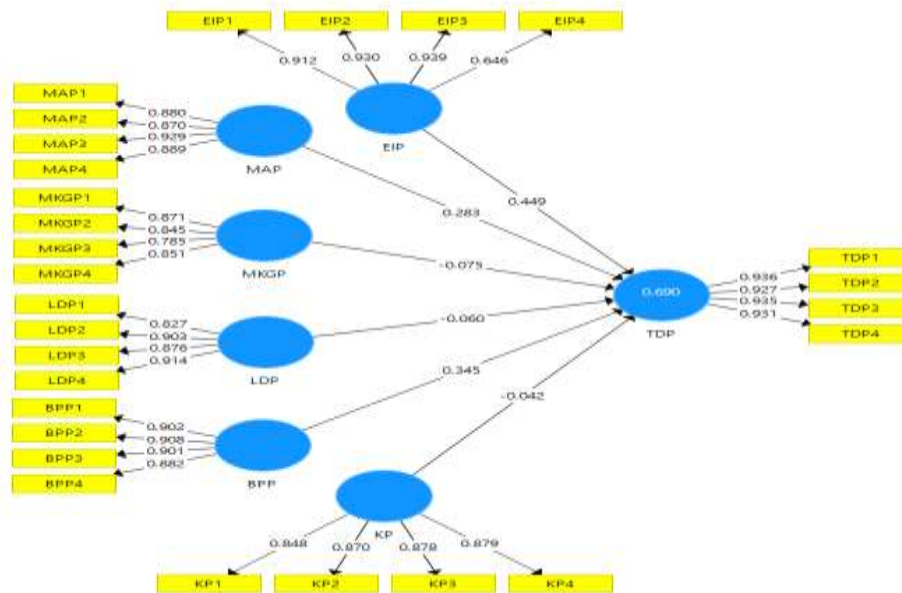 EIP1 EIP2 EIP3 EIP4
0.912 0.930 0.939 0.646
EIP
MAP1
MAP2
MAP3
MAP4
0.880
0.870
0.929
0.889
MAP
MKGP1
MKGP2
MKGP3
MKGP4
0.871
0.845
0.785
0.851
MKGP
LDP1
LDP2
LDP3
LDP4
0.827
0.903
0.876
0.914
LDP
BPP1
BPP2
BPP3
BPP4
0.902
0.908
0.901
0.882
BPP
0.449
0.283
-0.075
-0.060
0.345
-0.042
0.690
TDP
0.936
0.927
0.935
0.931
TDP1
TDP2
TDP3
TDP4
KP
0.848 0.870 0.878 0.879
KP1 KP2 KP3 KP4